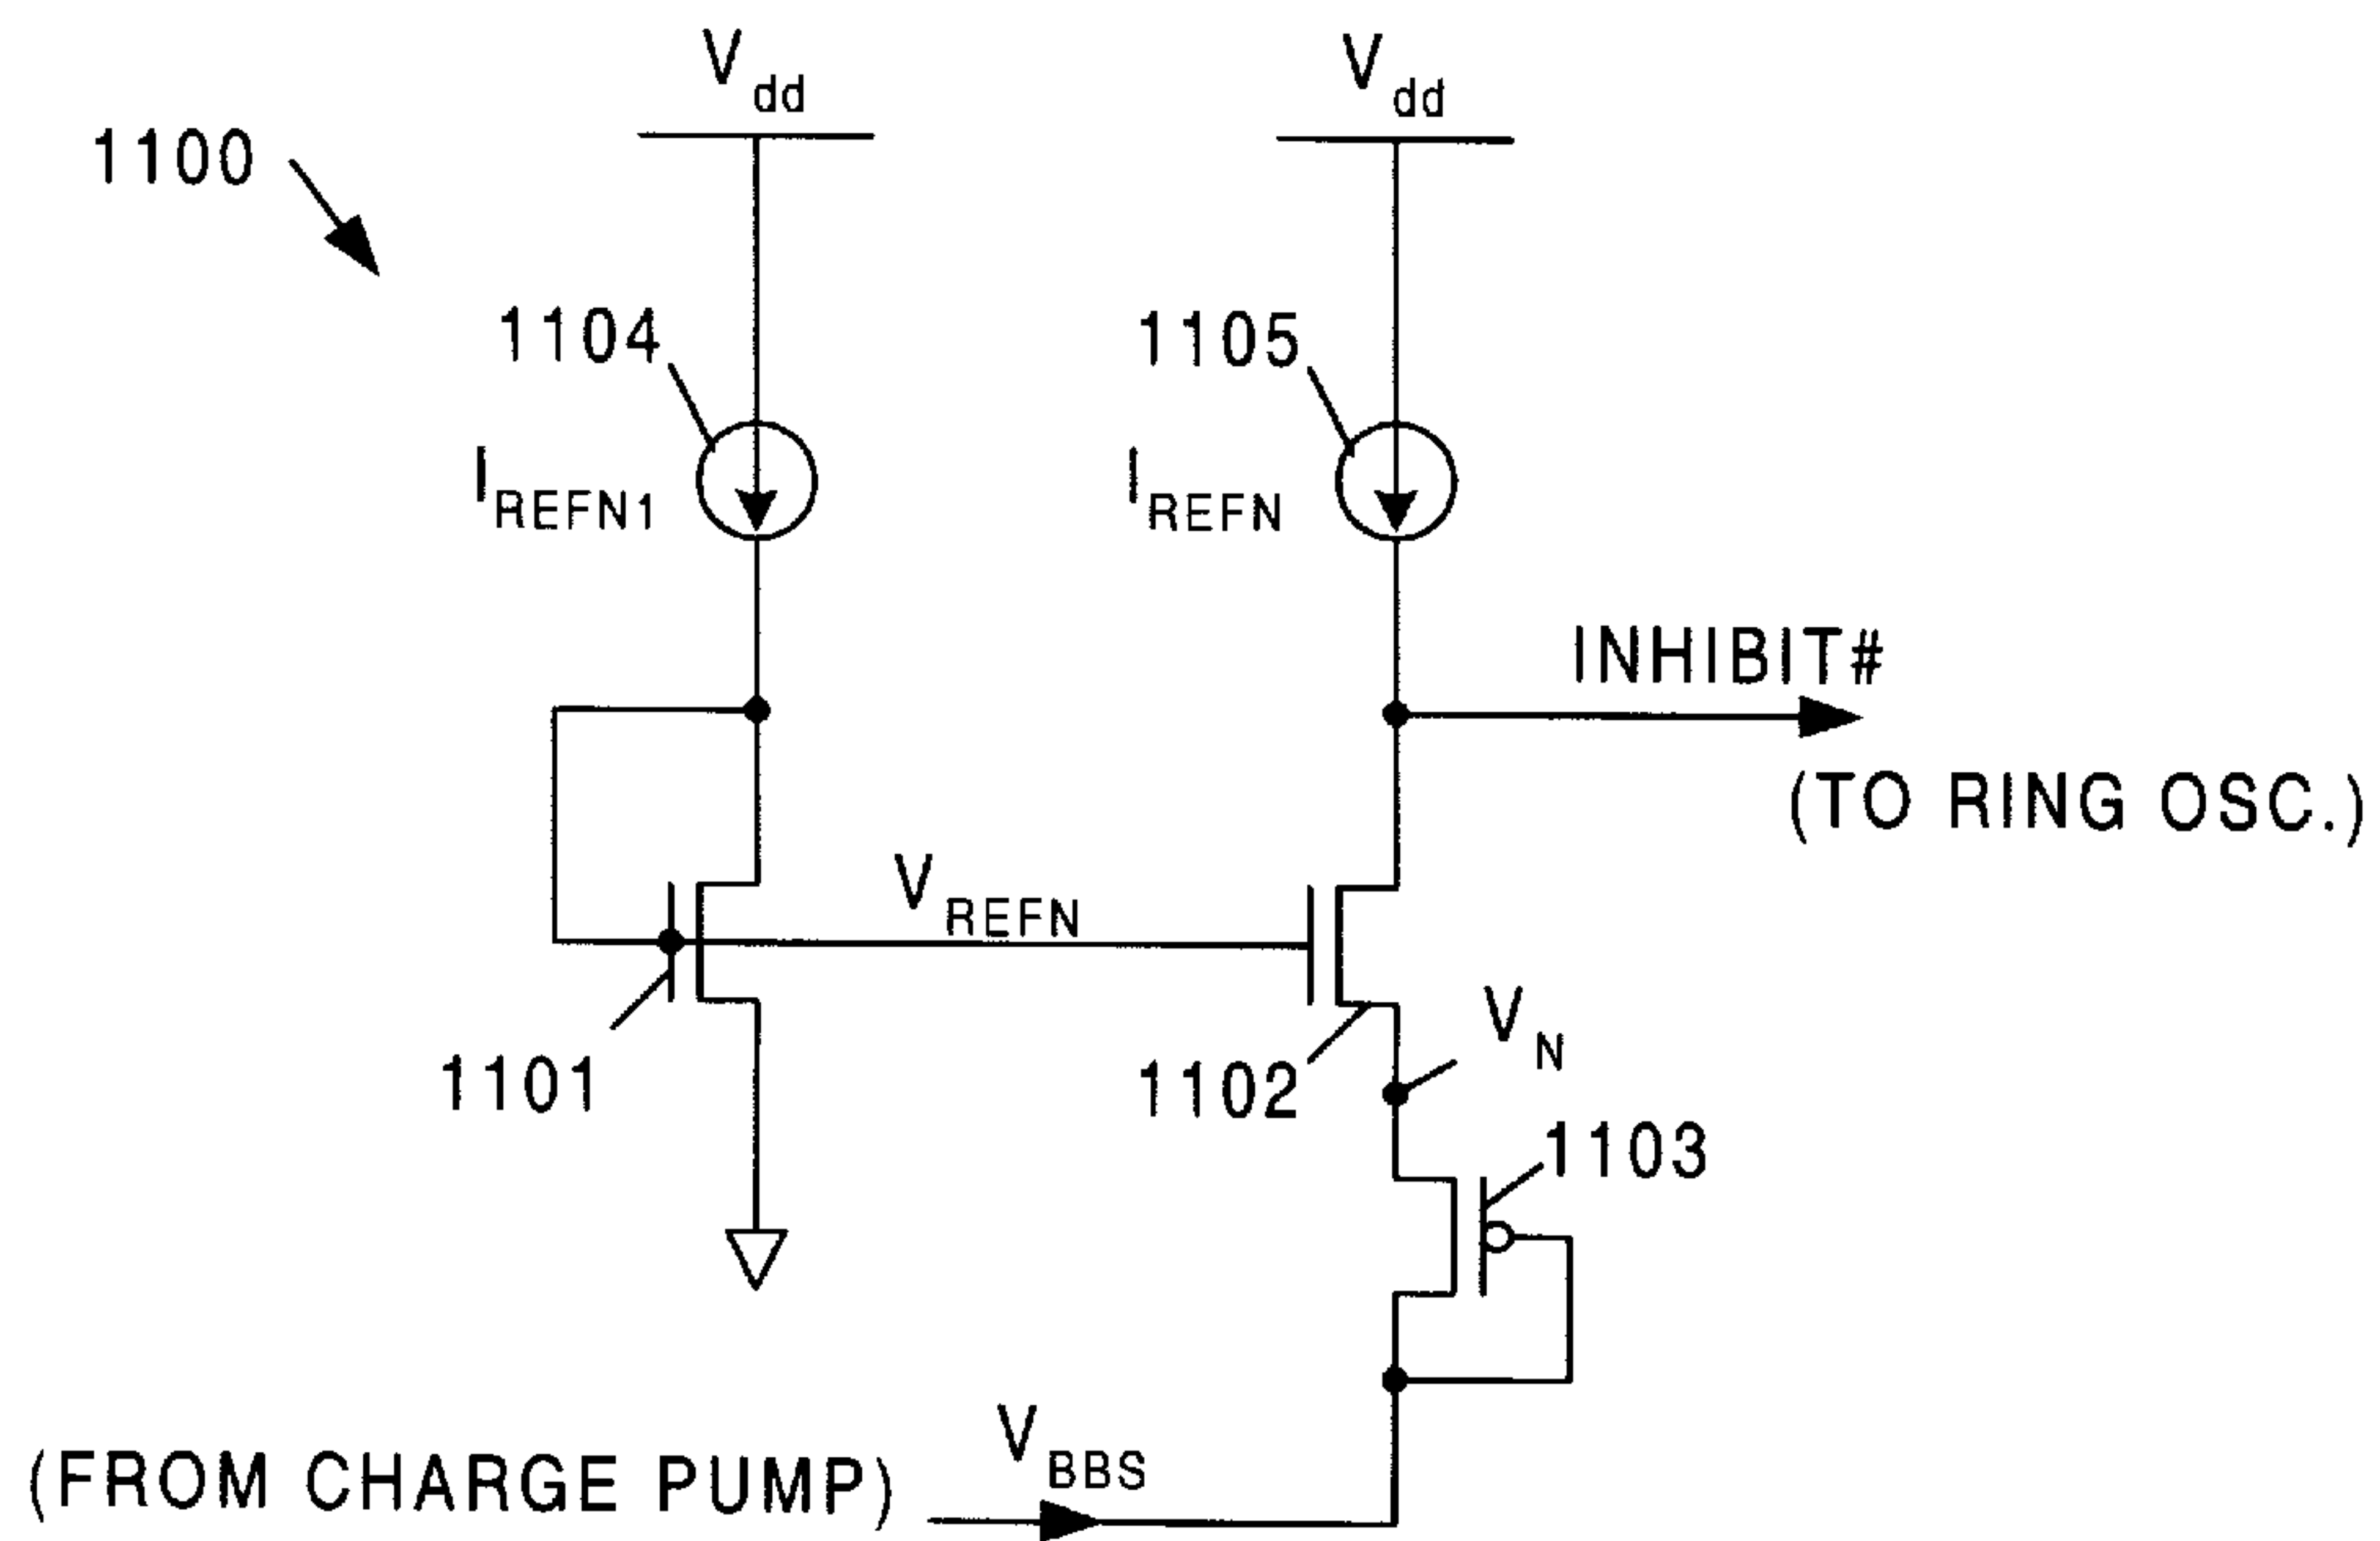 1100
Vdd
Vdd
1104
1105
IREFN1
IREFN
INHIBIT#
(TO RING OSC.)
VREFN
1101
1102
VN
1103
(FROM CHARGE PUMP)
VBBS